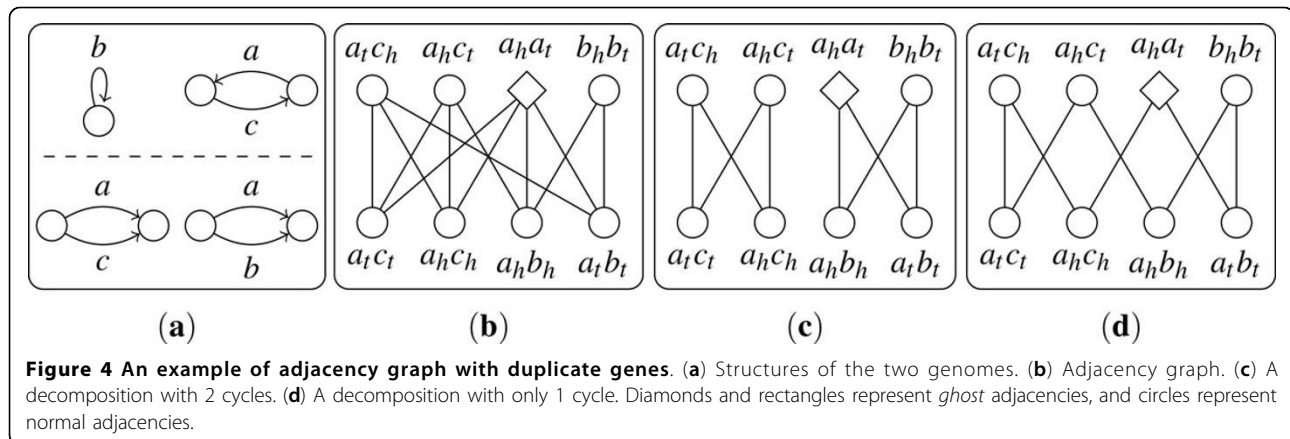 b a
c
a a
c b
(a)
a_t c_h a_h c_t a_h a_t b_h b_t
a_t c_t a_h c_h a_h b_h a_t b_t
(b)
a_t c_h a_h c_t a_h a_t b_h b_t
a_t c_t a_h c_h a_h b_h a_t b_t
(c)
a_t c_h a_h c_t a_h a_t b_h b_t
a_t c_t a_h c_h a_h b_h a_t b_t
(d)
Figure 4 An example of adjacency graph with duplicate genes. (a) Structures of the two genomes. (b) Adjacency graph. (c) A
decomposition with 2 cycles. (d) A decomposition with only 1 cycle. Diamonds and rectangles represent ghost adjacencies, and circles represent
normal adjacencies.